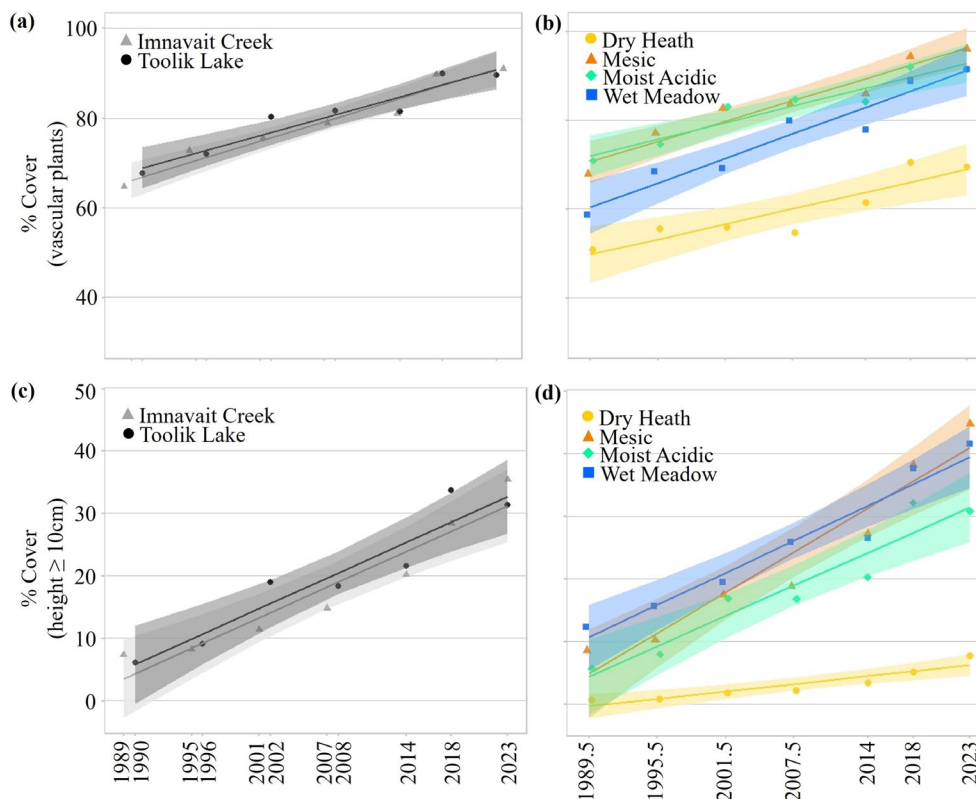 (a)
100
80
60
40
% Cover
(vascular plants)
Imnavait Creek
Toolik Lake
(b)
Dry Heath
Mesic
Moist Acidic
Wet Meadow
(c)
50
40
30
20
10
0
% Cover
(height ≥ 10cm)
Imnavait Creek
Toolik Lake
1989
1990
1995
1996
2001
2002
2007
2008
2014
2018
2023
(d)
Dry Heath
Mesic
Moist Acidic
Wet Meadow
1989.5
1995.5
2001.5
2007.5
2014
2018
2023